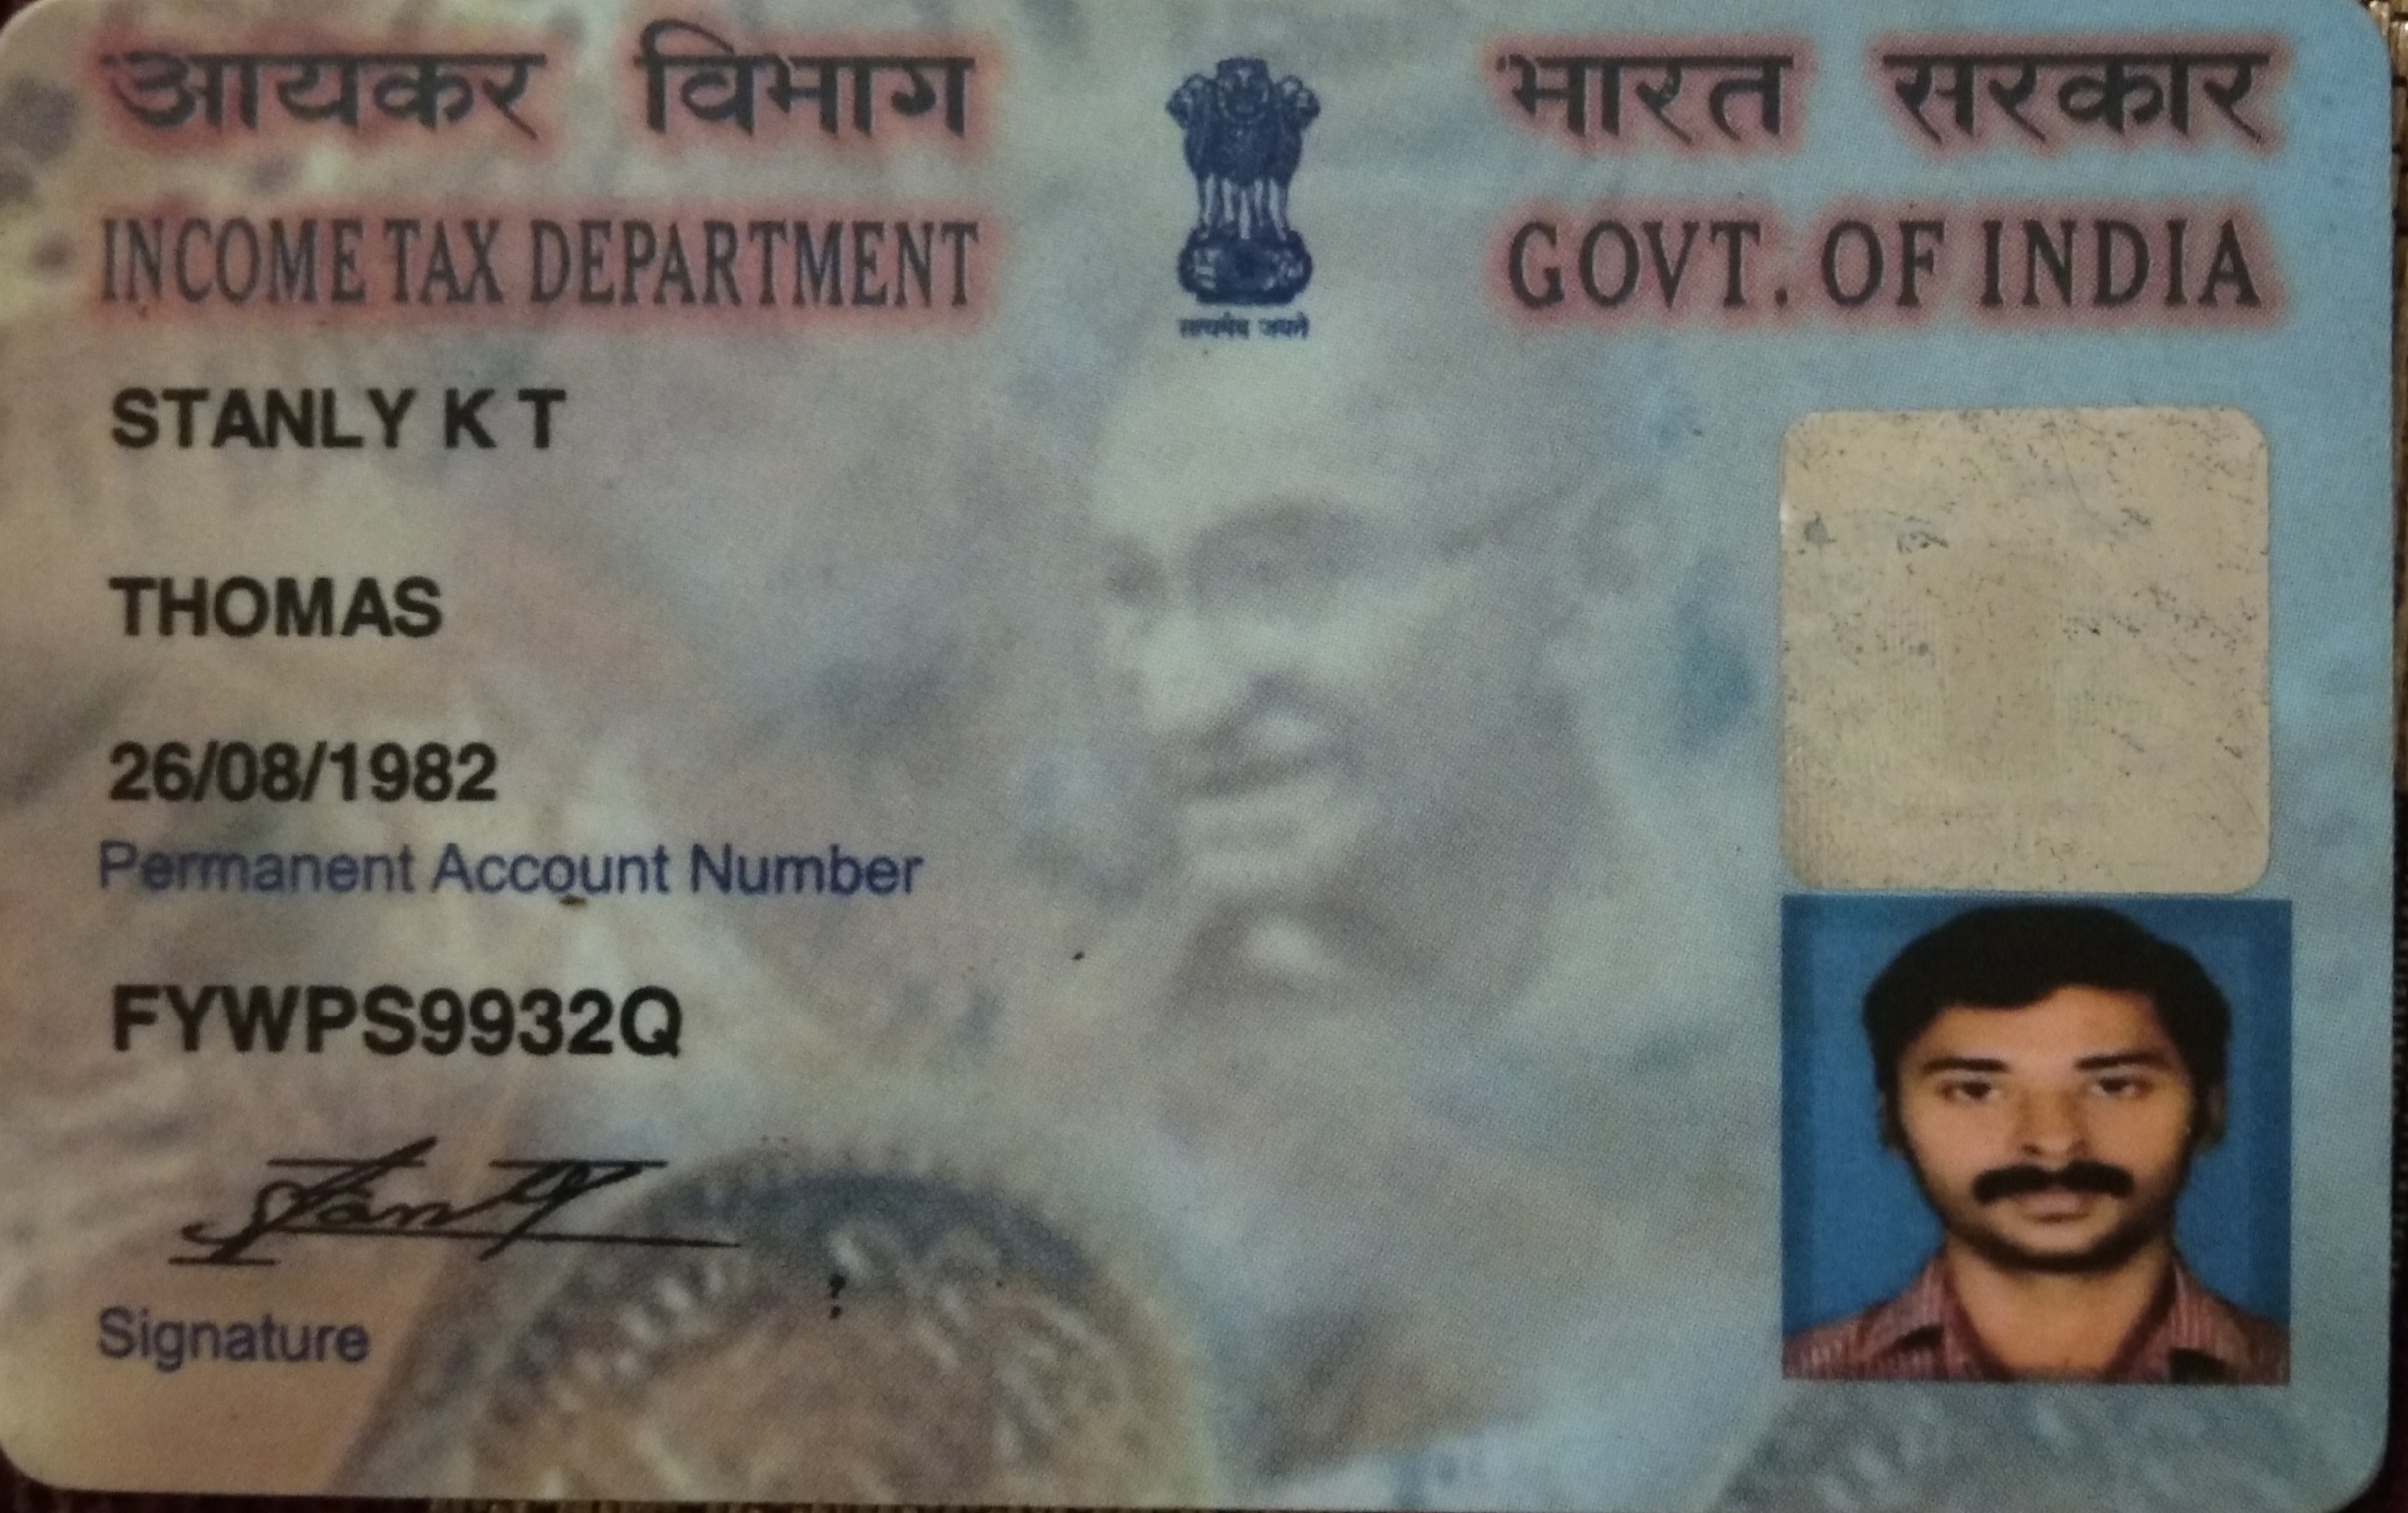 आयकर विभाग
INCOME TAX DEPARTMENT
भारत सरकार
GOVT. OF INDIA
सत्यमेव जयते
STANLY K T
THOMAS
26/08/1982
Permanent Account Number
FYWPS9932Q
Signature